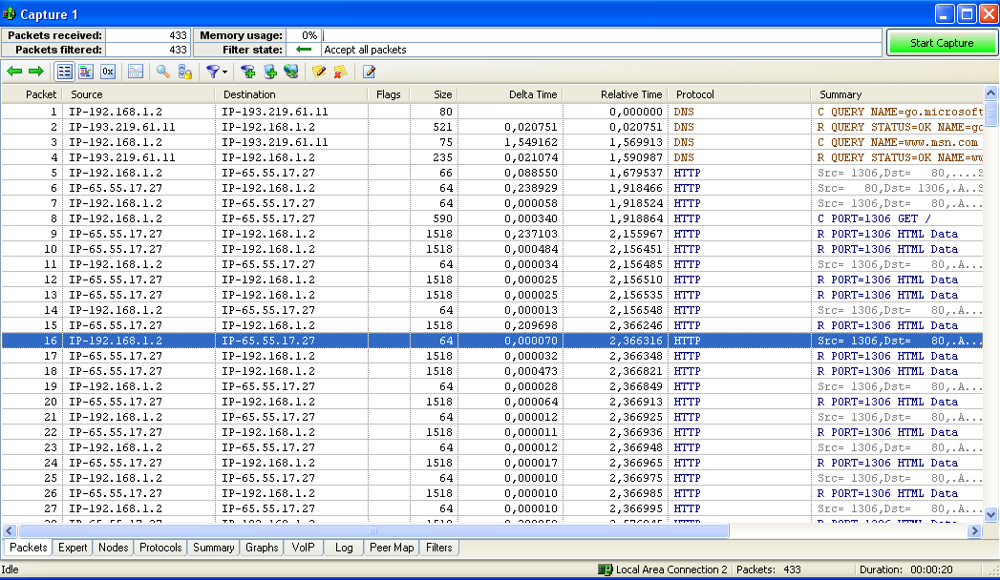 Capture 1
Packets received: 433 Memory usage: 0%
Packets filtered: 433 Filter state: Accept all packets
Start Capture
Packet Source Destination Flags Size Delta Time Relative Time Protocol Summary
1 IP-192.168.1.2 IP-193.219.61.11 80 0,000000 DNS C QUERY NAME=go.microsoft
2 IP-193.219.61.11 IP-192.168.1.2 521 0,020751 0,020751 DNS R QUERY STATUS=OK NAME=go
3 IP-192.168.1.2 IP-193.219.61.11 75 1,549162 1,569913 DNS C QUERY NAME=www.msn.com
4 IP-193.219.61.11 IP-192.168.1.2 235 0,021074 1,590987 DNS R QUERY STATUS=OK NAME=ww
5 IP-192.168.1.2 IP-65.55.17.27 66 0,088550 1,679537 HTTP Src= 1306,Dst= 80,....S
6 IP-65.55.17.27 IP-192.168.1.2 64 0,238929 1,918466 HTTP Src= 80,Dst= 1306,.A..S
7 IP-192.168.1.2 IP-65.55.17.27 64 0,000058 1,918524 HTTP Src= 1306,Dst= 80,.A...
8 IP-192.168.1.2 IP-65.55.17.27 590 0,000340 1,918864 HTTP C PORT=1306 GET /
9 IP-65.55.17.27 IP-192.168.1.2 1518 0,237103 2,155967 HTTP R PORT=1306 HTML Data
10 IP-65.55.17.27 IP-192.168.1.2 1518 0,000484 2,156451 HTTP R PORT=1306 HTML Data
11 IP-192.168.1.2 IP-65.55.17.27 64 0,000034 2,156485 HTTP Src= 1306,Dst= 80,.A...
12 IP-65.55.17.27 IP-192.168.1.2 1518 0,000025 2,156510 HTTP R PORT=1306 HTML Data
13 IP-65.55.17.27 IP-192.168.1.2 1518 0,000025 2,156535 HTTP R PORT=1306 HTML Data
14 IP-192.168.1.2 IP-65.55.17.27 64 0,000013 2,156548 HTTP Src= 1306,Dst= 80,.A...
15 IP-65.55.17.27 IP-192.168.1.2 1518 0,209698 2,366246 HTTP R PORT=1306 HTML Data
16 IP-192.168.1.2 IP-65.55.17.27 64 0,000070 2,366316 HTTP Src= 1306,Dst= 80,.A...
17 IP-65.55.17.27 IP-192.168.1.2 1518 0,000032 2,366348 HTTP R PORT=1306 HTML Data
18 IP-65.55.17.27 IP-192.168.1.2 1518 0,000473 2,366821 HTTP R PORT=1306 HTML Data
19 IP-192.168.1.2 IP-65.55.17.27 64 0,000028 2,366849 HTTP Src= 1306,Dst= 80,.A...
20 IP-65.55.17.27 IP-192.168.1.2 1518 0,000064 2,366913 HTTP R PORT=1306 HTML Data
21 IP-192.168.1.2 IP-65.55.17.27 64 0,000012 2,366925 HTTP Src= 1306,Dst= 80,.A...
22 IP-65.55.17.27 IP-192.168.1.2 1518 0,000011 2,366936 HTTP R PORT=1306 HTML Data
23 IP-192.168.1.2 IP-65.55.17.27 64 0,000012 2,366948 HTTP Src= 1306,Dst= 80,.A...
24 IP-65.55.17.27 IP-192.168.1.2 1518 0,000017 2,366965 HTTP R PORT=1306 HTML Data
25 IP-192.168.1.2 IP-65.55.17.27 64 0,000010 2,366975 HTTP Src= 1306,Dst= 80,.A...
26 IP-65.55.17.27 IP-192.168.1.2 1518 0,000010 2,366985 HTTP R PORT=1306 HTML Data
27 IP-192.168.1.2 IP-65.55.17.27 64 0,000010 2,366995 HTTP Src= 1306,Dst= 80,.A...
Packets Expert Nodes Protocols Summary Graphs VoIP Log Peer Map Filters
Idle Local Area Connection 2 Packets: 433 Duration: 00:00:20